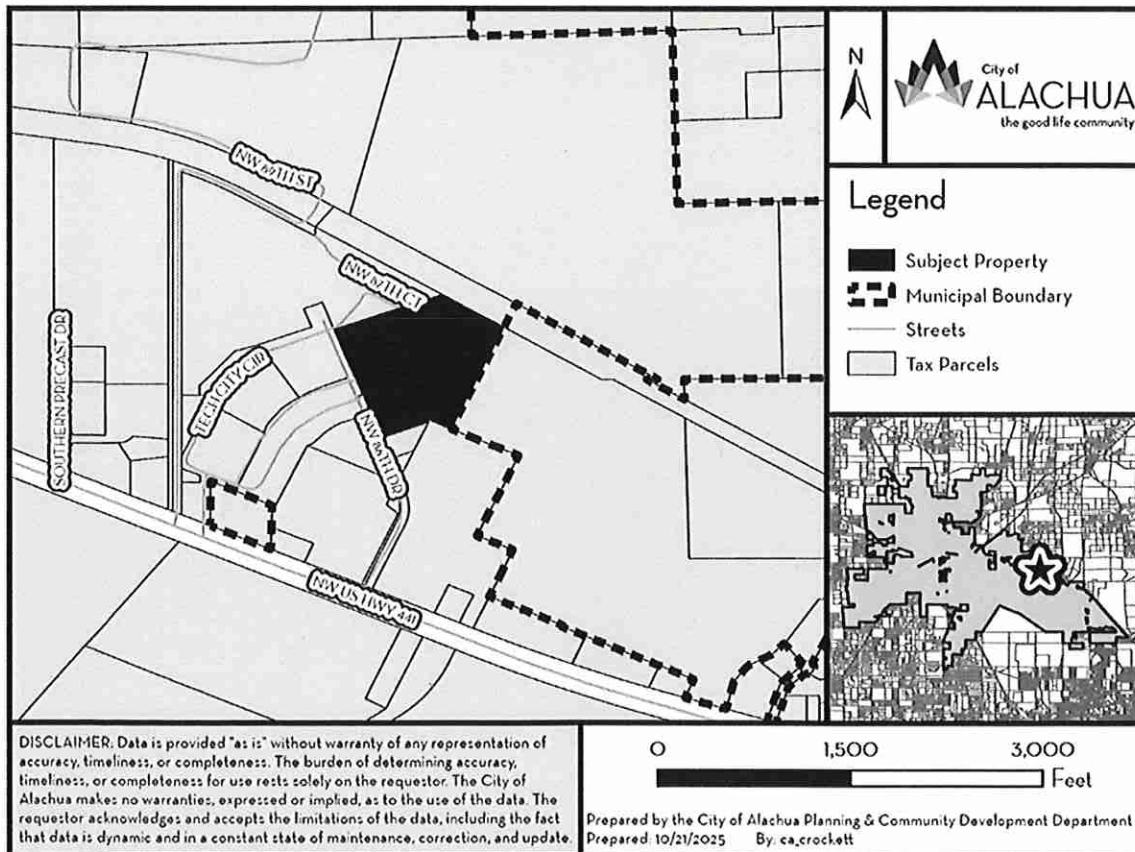 NW 69TH ST
NW 67TH CT
SOUTHERN PRECAST DR
TECH CITY CIR
NW 86TH DR
NW US HWY 441
N
City of
ALACHUA
the good life community
Legend
Subject Property
Municipal Boundary
Streets
Tax Parcels
DISCLAIMER: Data is provided "as is" without warranty of any representation of
accuracy, timeliness, or completeness. The burden of determining accuracy,
timeliness, or completeness for use rests solely on the requestor. The City of
Alachua makes no warranties, expressed or implied, as to the use of the data. The
requestor acknowledges and accepts the limitations of the data, including the fact
that data is dynamic and in a constant state of maintenance, correction, and update.
0 1,500 3,000
Feet
Prepared by the City of Alachua Planning & Community Development Department
Prepared: 10/21/2025 By: ca_crockett